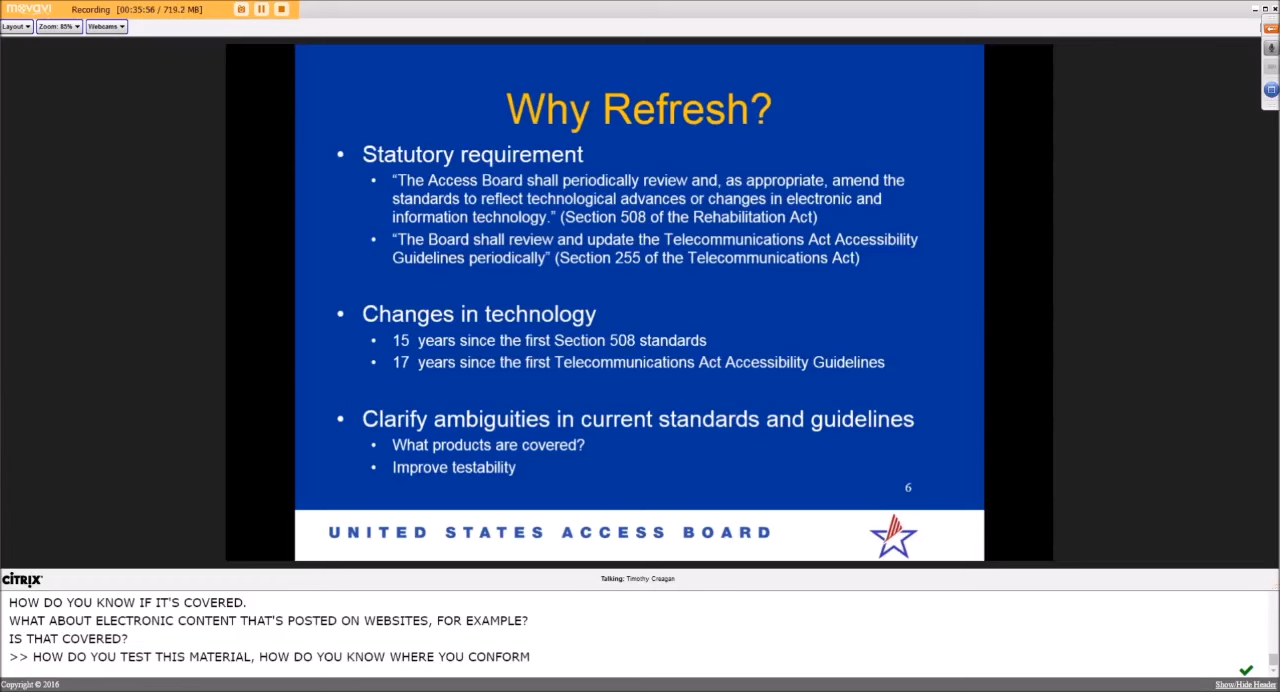 movavi Recording [00:35:56 / 719.2 MB]
Layout Zoom: 85% Webcams
Why Refresh?
• Statutory requirement
• “The Access Board shall periodically review and, as appropriate, amend the
standards to reflect technological advances or changes in electronic and
information technology.” (Section 508 of the Rehabilitation Act)
• “The Board shall review and update the Telecommunications Act Accessibility
Guidelines periodically” (Section 255 of the Telecommunications Act)
• Changes in technology
• 15 years since the first Section 508 standards
• 17 years since the first Telecommunications Act Accessibility Guidelines
• Clarify ambiguities in current standards and guidelines
• What products are covered?
• Improve testability
6
UNITED STATES ACCESS BOARD
CITRIX
Talking: Timothy Creagan
HOW DO YOU KNOW IF IT'S COVERED.
WHAT ABOUT ELECTRONIC CONTENT THAT'S POSTED ON WEBSITES, FOR EXAMPLE?
IS THAT COVERED?
>> HOW DO YOU TEST THIS MATERIAL, HOW DO YOU KNOW WHERE YOU CONFORM
Copyright © 2016
Show/Hide Header